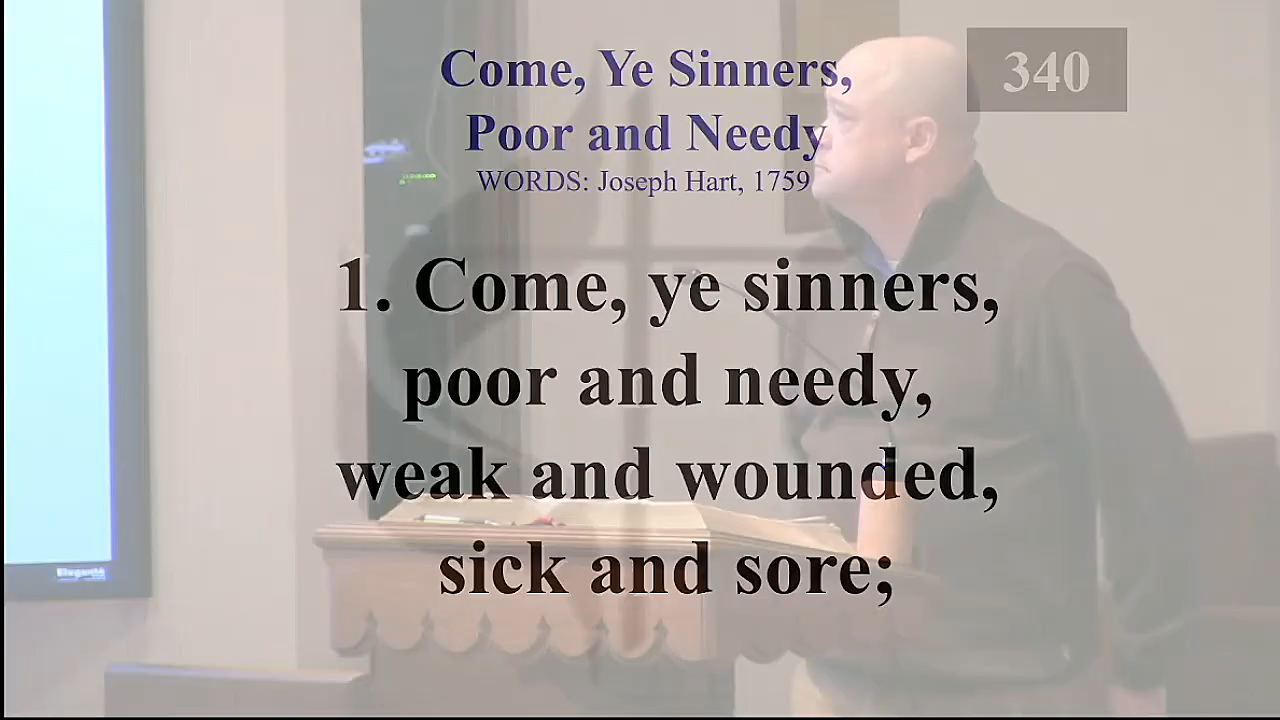 Come, Ye Sinners,
340
Poor and Needy
WORDS: Joseph Hart, 1759
1. Come, ye sinners,
poor and needy,
weak and wounded,
sick and sore;
Elegante